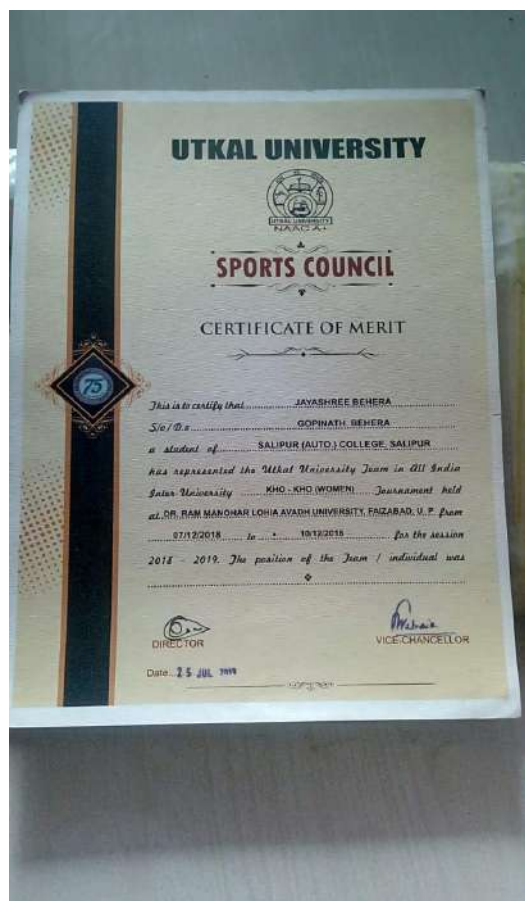 UTKAL UNIVERSITY
UTKAL UNIVERSITY
NAAC A+
SPORTS COUNCIL
CERTIFICATE OF MERIT
75
This is to certify that JAYASHREE BEHERA
S/o / D/o GOPINATH BEHERA
a student of SALIPUR (AUTO.) COLLEGE, SALIPUR
has represented the Utkal University Team in All India
Inter-University KHO - KHO (WOMEN) Tournament held
at DR. RAM MANOHAR LOHIA AVADH UNIVERSITY, FAIZABAD, U. P. from
07/12/2018 to 10/12/2018 for the session
2018 - 2019. The position of the Team / individual was
DIRECTOR
VICE-CHANCELLOR
Date 25 JUL